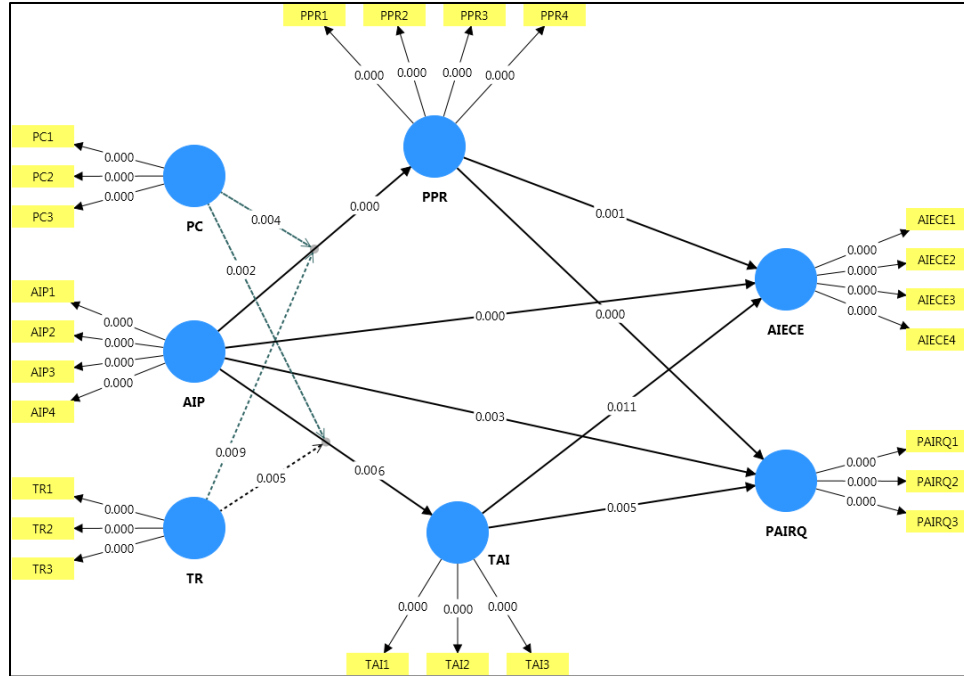 PPR1 PPR2 PPR3 PPR4
0.000 0.000 0.000 0.000
PPR
PC1
PC2
PC3
0.000
0.000
0.000
PC
0.004
0.002
0.000
0.001
AIP1
AIP2
AIP3
AIP4
0.000
0.000
0.000
0.000
AIP
0.000
0.000
0.003
0.006
0.011
0.005
AIECE1
AIECE2
AIECE3
AIECE4
0.000
0.000
0.000
0.000
AIECE
TR1
TR2
TR3
0.000
0.000
0.000
TR
0.009
0.005
PAIRQ1
PAIRQ2
PAIRQ3
0.000
0.000
0.000
PAIRQ
TAI
0.000 0.000 0.000
TAI1 TAI2 TAI3